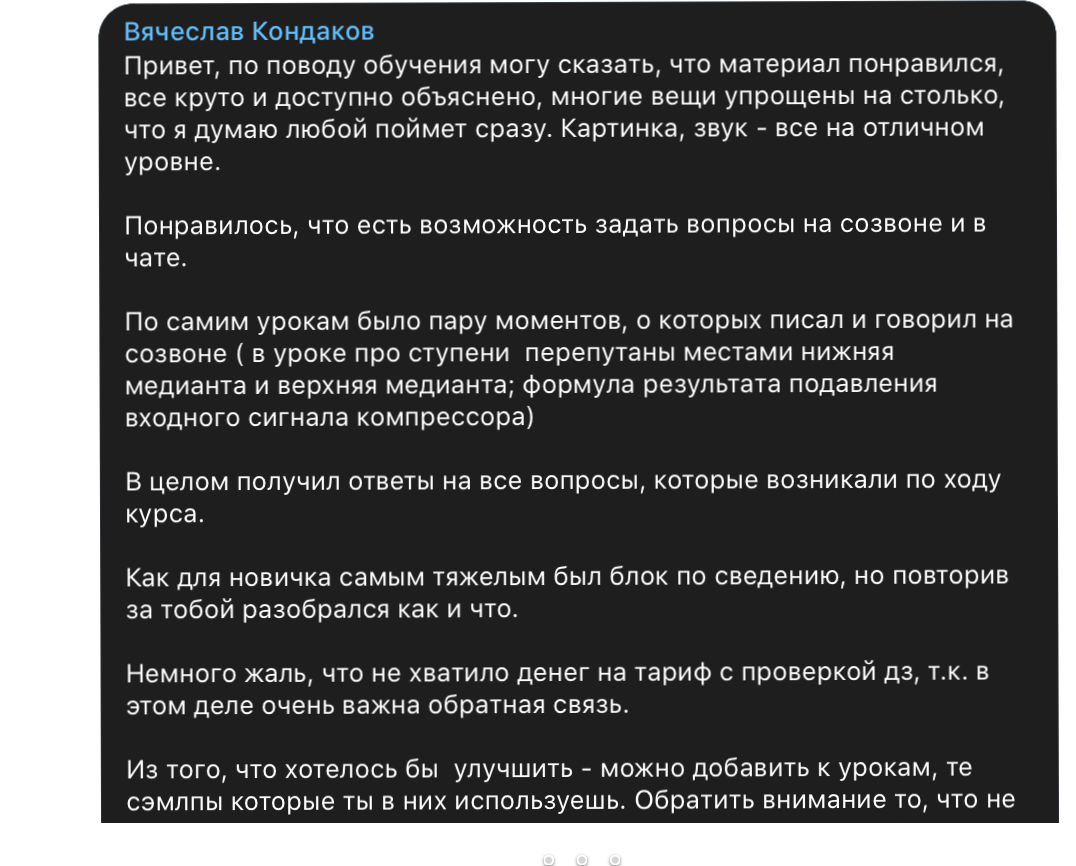 Вячеслав Кондаков
Привет, по поводу обучения могу сказать, что материал понравился,
все круто и доступно объяснено, многие вещи упрощены на столько,
что я думаю любой поймет сразу. Картинка, звук - все на отличном
уровне.
Понравилось, что есть возможность задать вопросы на созвоне и в
чате.
По самим урокам было пару моментов, о которых писал и говорил на
созвоне ( в уроке про ступени  перепутаны местами нижняя
медианта и верхняя медианта; формула результата подавления
входного сигнала компрессора)
В целом получил ответы на все вопросы, которые возникали по ходу
курса.
Как для новичка самым тяжелым был блок по сведению, но повторив
за тобой разобрался как и что.
Немного жаль, что не хватило денег на тариф с проверкой дз, т.к. в
этом деле очень важна обратная связь.
Из того, что хотелось бы  улучшить - можно добавить к урокам, те
сэмлпы которые ты в них используешь. Обратить внимание то, что не